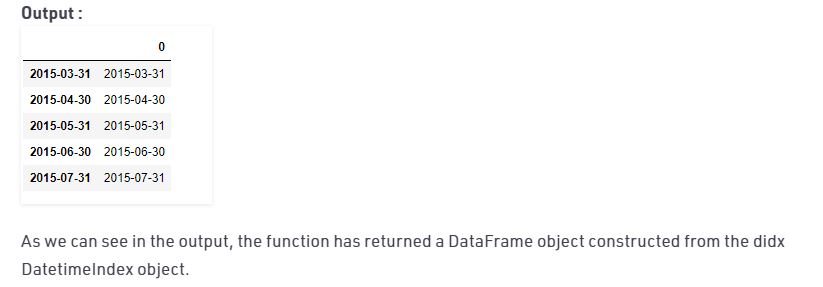 Output :
0
2015-03-31 2015-03-31
2015-04-30 2015-04-30
2015-05-31 2015-05-31
2015-06-30 2015-06-30
2015-07-31 2015-07-31
As we can see in the output, the function has returned a DataFrame object constructed from the didx
DatetimeIndex object.